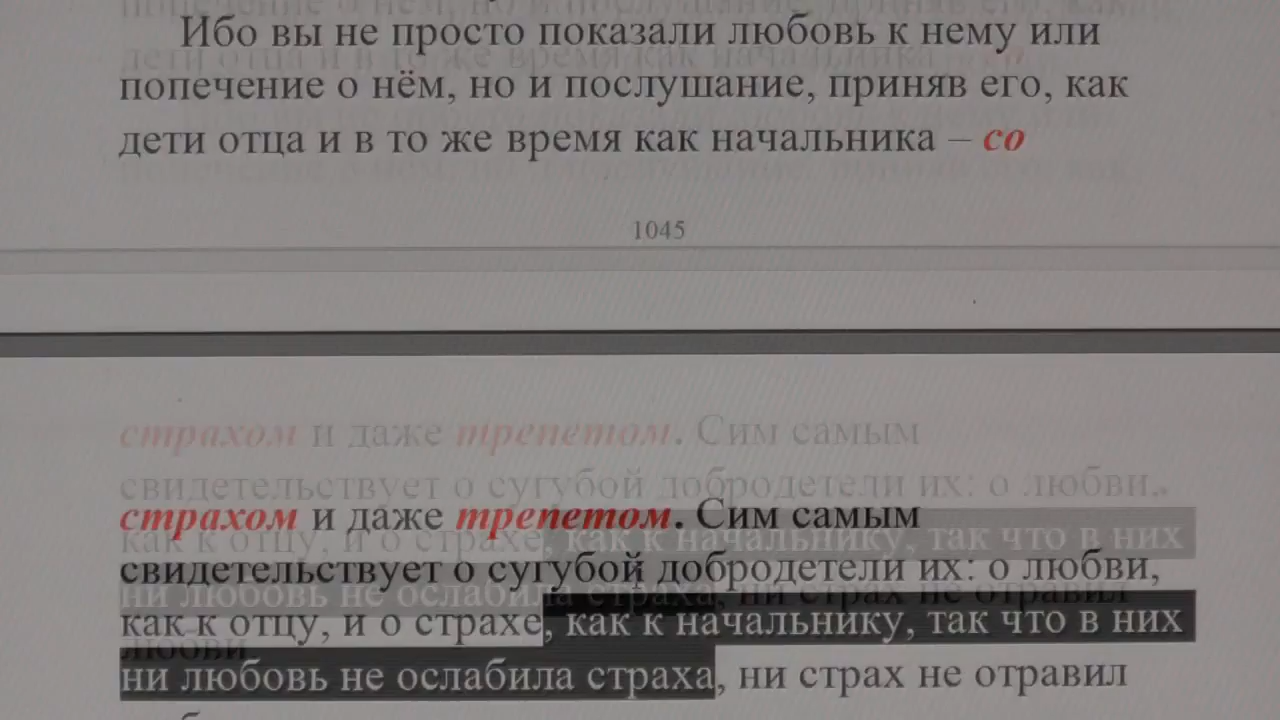 Ибо вы не просто показали любовь к нему или
попечение о нём, но и послушание, приняв его, как
дети отца и в то же время как начальника – со
1045
страхом и даже трепетом. Сим самым
свидетельствует о сугубой добродетели их: о любви,
как к отцу, и о страхе, как к начальнику, так что в них
ни любовь не ослабила страха, ни страх не отравил